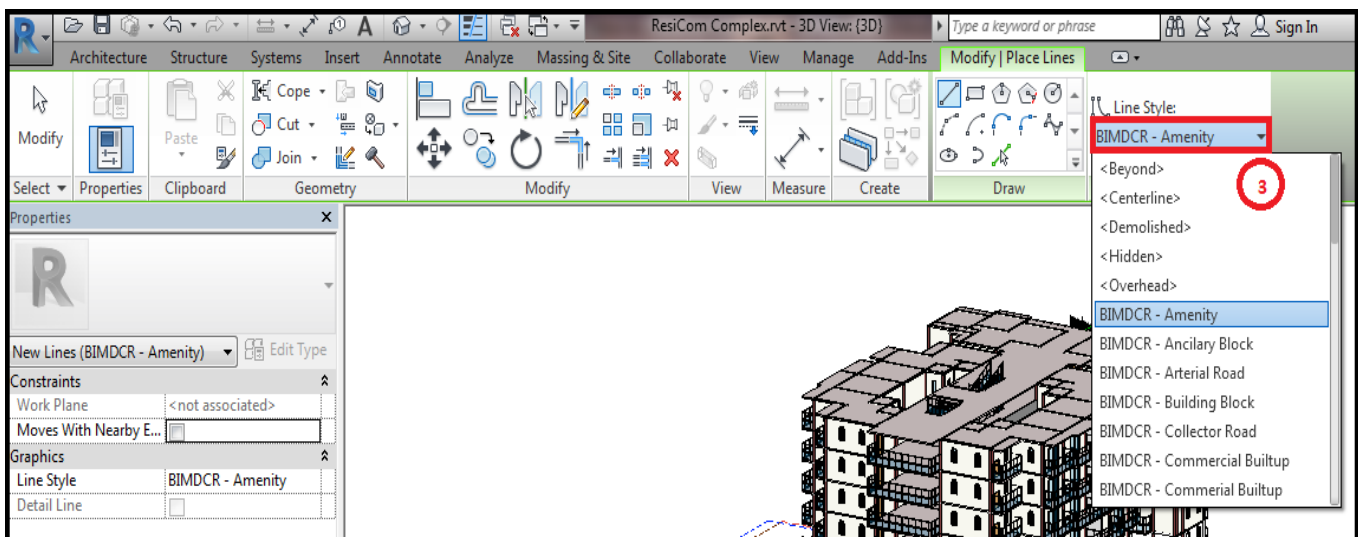 ResiCom Complex.rvt - 3D View: {3D}
Type a keyword or phrase
Sign In
Architecture Structure Systems Insert Annotate Analyze Massing & Site Collaborate View Manage Add-Ins Modify | Place Lines
Modify
Paste
Cope
Cut
Join
Line Style:
BIMDCR - Amenity
Select Properties Clipboard Geometry Modify View Measure Create Draw
<Beyond>
<Centerline>
3
<Demolished>
<Hidden>
<Overhead>
BIMDCR - Amenity
BIMDCR - Ancilary Block
BIMDCR - Arterial Road
BIMDCR - Building Block
BIMDCR - Collector Road
BIMDCR - Commercial Builtup
BIMDCR - Commerial Builtup
Properties
R
New Lines (BIMDCR - Amenity) Edit Type
Constraints
Work Plane <not associated>
Moves With Nearby E...
Graphics
Line Style BIMDCR - Amenity
Detail Line